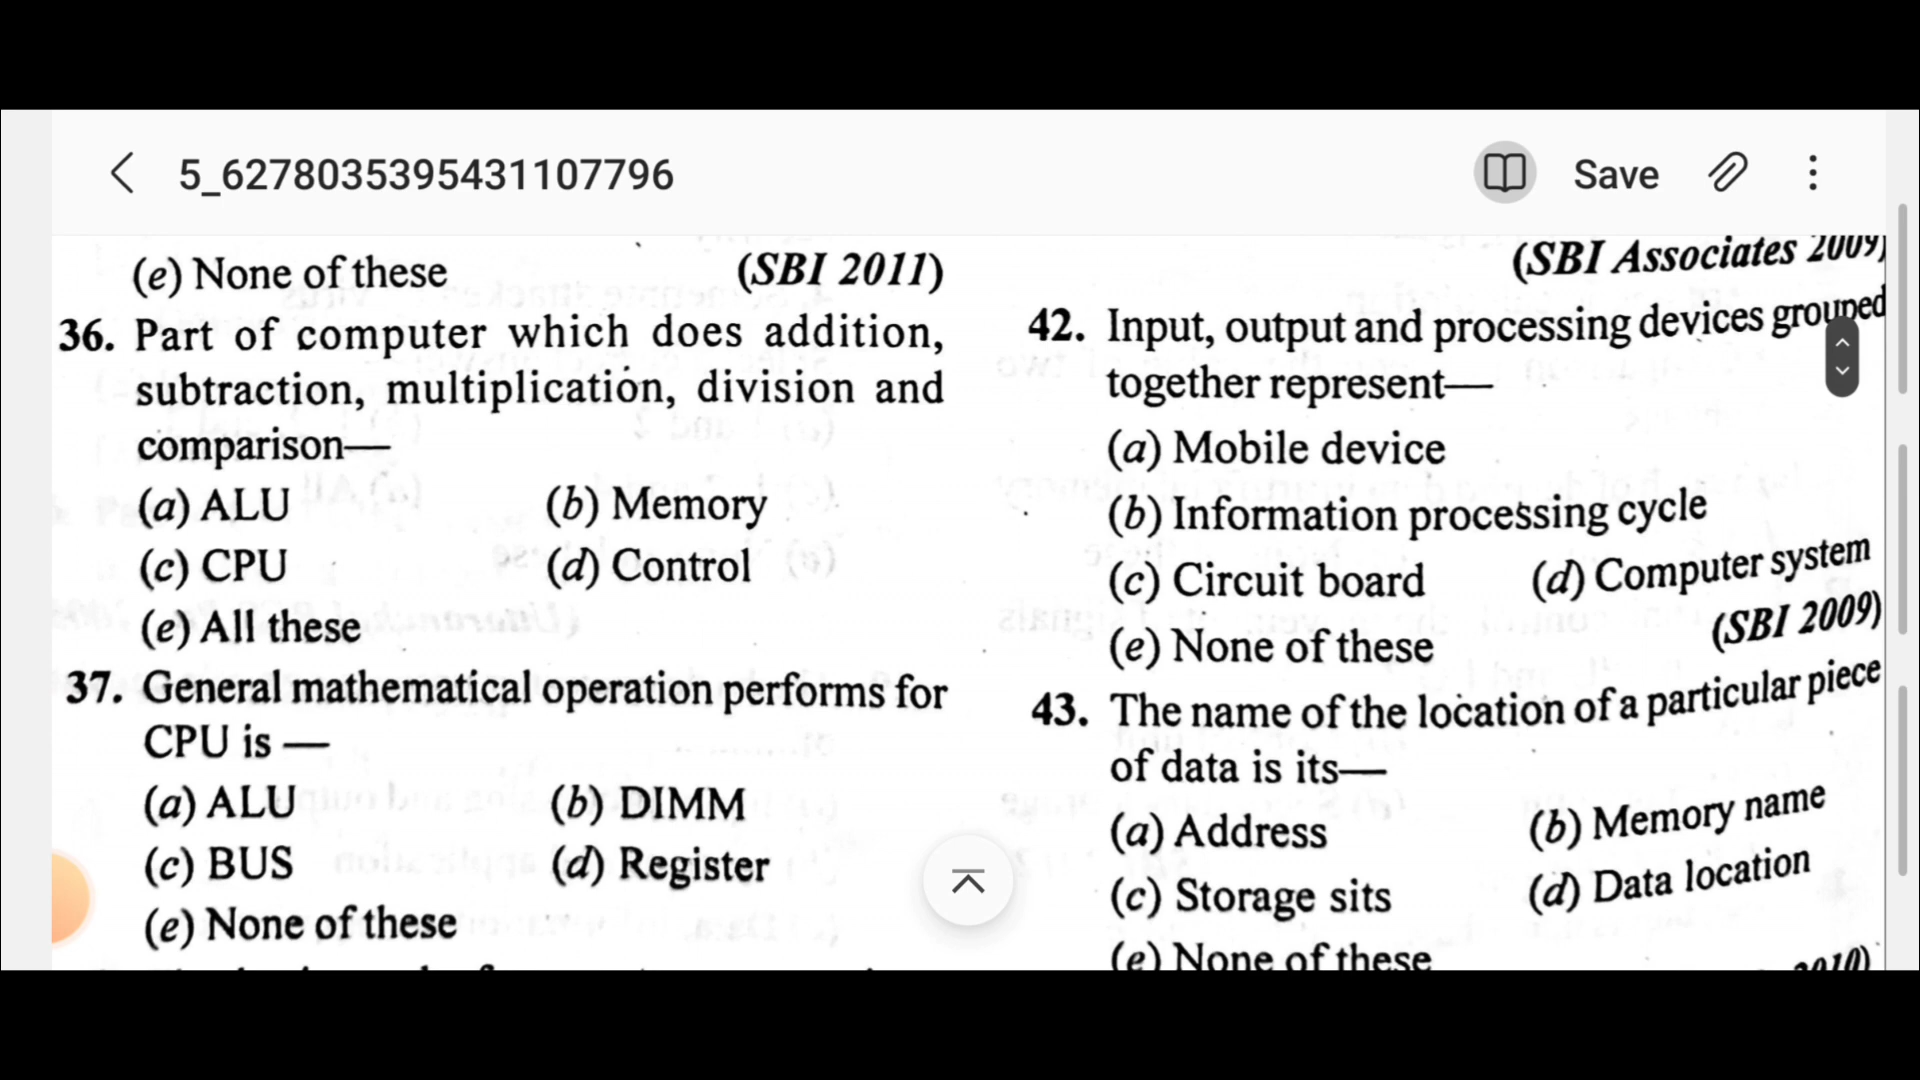 5_6278035395431107796
Save
(e) None of these (SBI 2011)
36. Part of computer which does addition,
subtraction, multiplication, division and
comparison—
(a) ALU (b) Memory
(c) CPU (d) Control
(e) All these
37. General mathematical operation performs for
CPU is —
(a) ALU (b) DIMM
(c) BUS (d) Register
(e) None of these
(SBI Associates 2009)
42. Input, output and processing devices grouped
together represent—
(a) Mobile device
(b) Information processing cycle
(c) Circuit board (d) Computer system
(e) None of these (SBI 2009)
43. The name of the location of a particular piece
of data is its—
(a) Address (b) Memory name
(c) Storage sits (d) Data location
(e) None of these
2010)